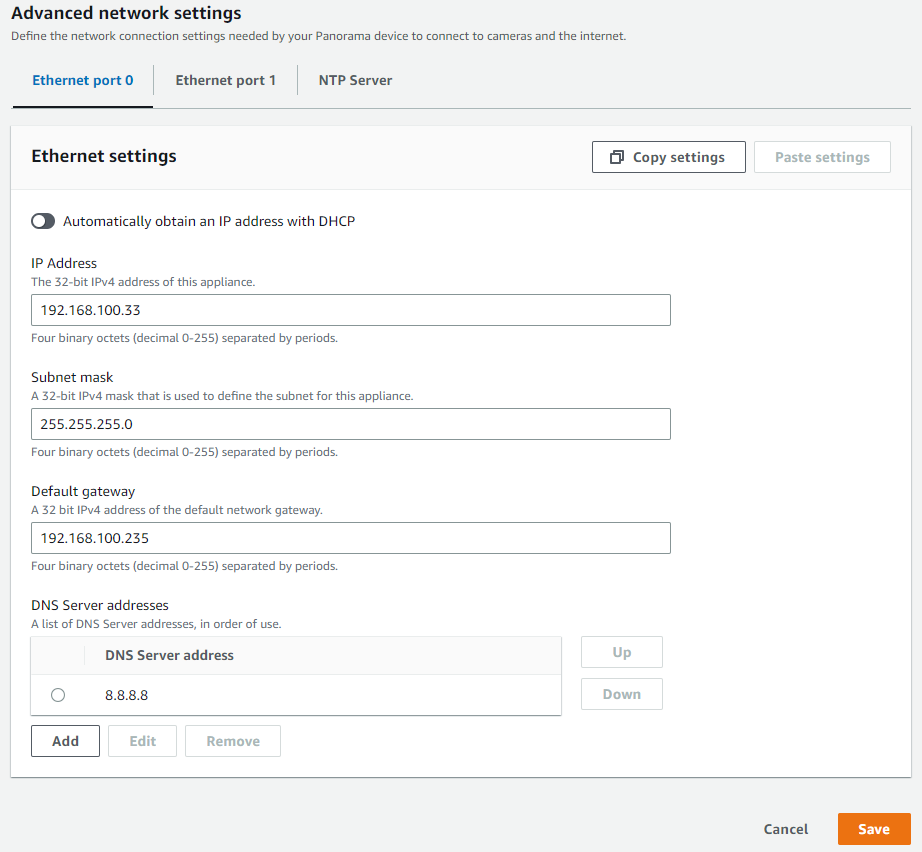 Advanced network settings
Define the network connection settings needed by your Panorama device to connect to cameras and the internet.
Ethernet port 0 Ethernet port 1 NTP Server
Ethernet settings Copy settings Paste settings
Automatically obtain an IP address with DHCP
IP Address
The 32-bit IPv4 address of this appliance.
192.168.100.33
Four binary octets (decimal 0-255) separated by periods.
Subnet mask
A 32-bit IPv4 mask that is used to define the subnet for this appliance.
255.255.255.0
Four binary octets (decimal 0-255) separated by periods.
Default gateway
A 32 bit IPv4 address of the default network gateway.
192.168.100.235
Four binary octets (decimal 0-255) separated by periods.
DNS Server addresses
A list of DNS Server addresses, in order of use.
DNS Server address Up
8.8.8.8 Down
Add Edit Remove
Cancel Save